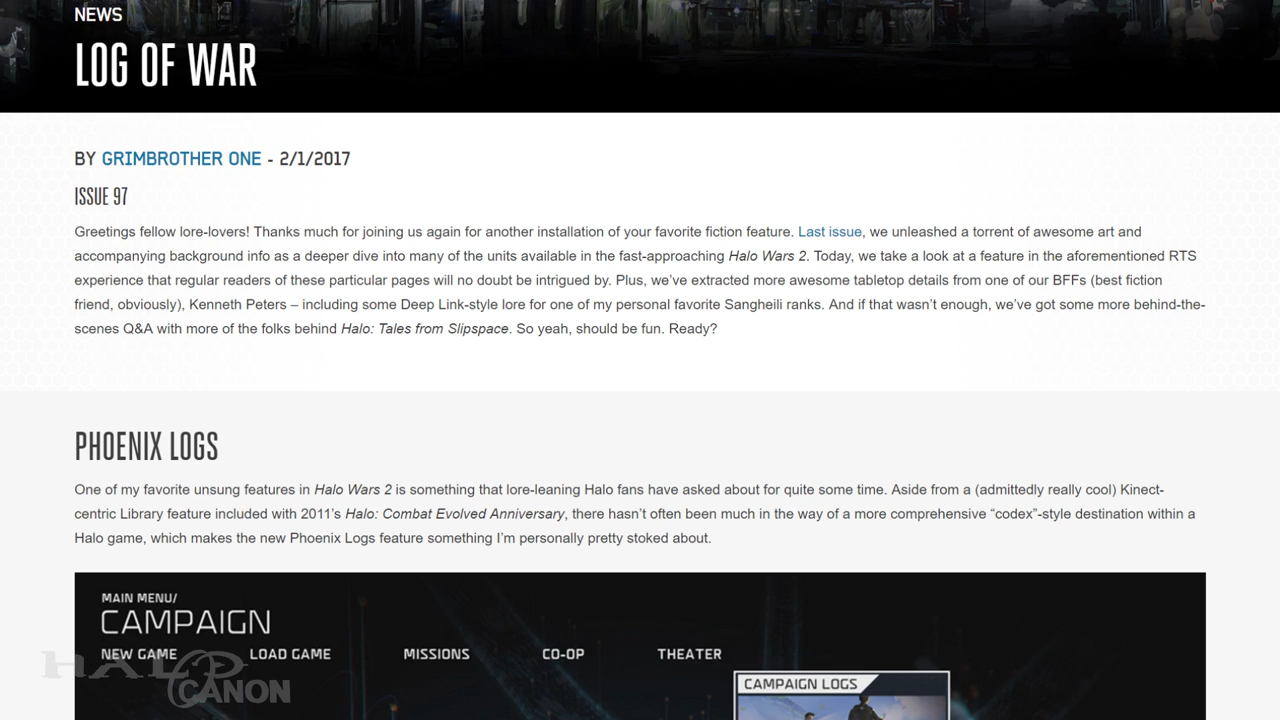 NEWS
LOG OF WAR
BY GRIMBROTHER ONE - 2/1/2017
ISSUE 97
Greetings fellow lore-lovers! Thanks much for joining us again for another installation of your favorite fiction feature. Last issue, we unleashed a torrent of awesome art and
accompanying background info as a deeper dive into many of the units available in the fast-approaching Halo Wars 2. Today, we take a look at a feature in the aforementioned RTS
experience that regular readers of these particular pages will no doubt be intrigued by. Plus, we’ve extracted more awesome tabletop details from one of our BFFs (best fiction
friend, obviously), Kenneth Peters – including some Deep Link-style lore for one of my personal favorite Sangheili ranks. And if that wasn’t enough, we’ve got some more behind-the-
scenes Q&A with more of the folks behind Halo: Tales from Slipspace. So yeah, should be fun. Ready?
PHOENIX LOGS
One of my favorite unsung features in Halo Wars 2 is something that lore-leaning Halo fans have asked about for quite some time. Aside from a (admittedly really cool) Kinect-
centric Library feature included with 2011’s Halo: Combat Evolved Anniversary, there hasn’t often been much in the way of a more comprehensive “codex”-style destination within a
Halo game, which makes the new Phoenix Logs feature something I’m personally pretty stoked about.
MAIN MENU/
CAMPAIGN
NEW GAME LOAD GAME MISSIONS CO-OP THEATER
HALO
CANON
CAMPAIGN LOGS